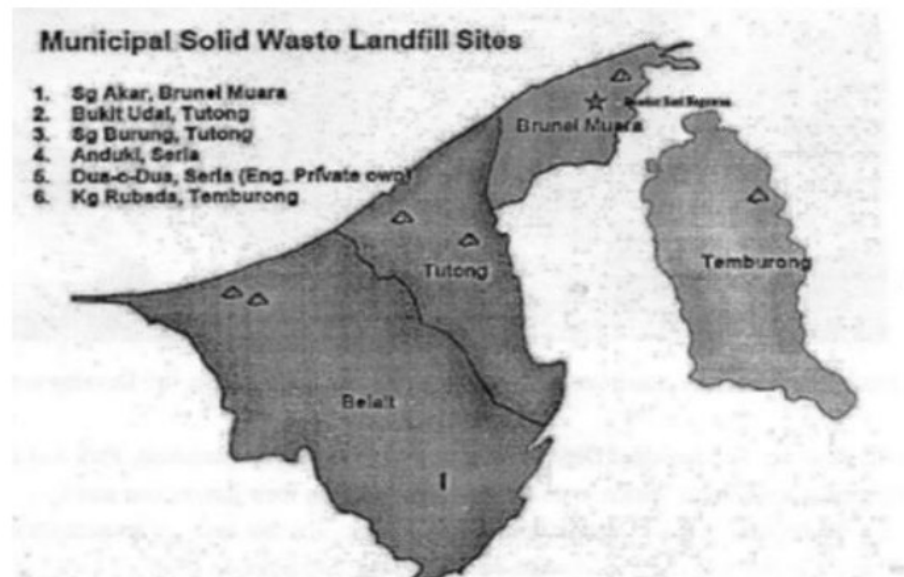 Municipal Solid Waste Landfill Sites
1. Sg Akar, Brunei Muara
2. Bukit Udal, Tutong
3. Sg Burung, Tutong
4. Anduki, Seria
5. Dua-o-Dua, Seria (Eng. Private own)
6. Kg Rubada, Temburong
Brunei Muara
Tutong
Temburong
Belait